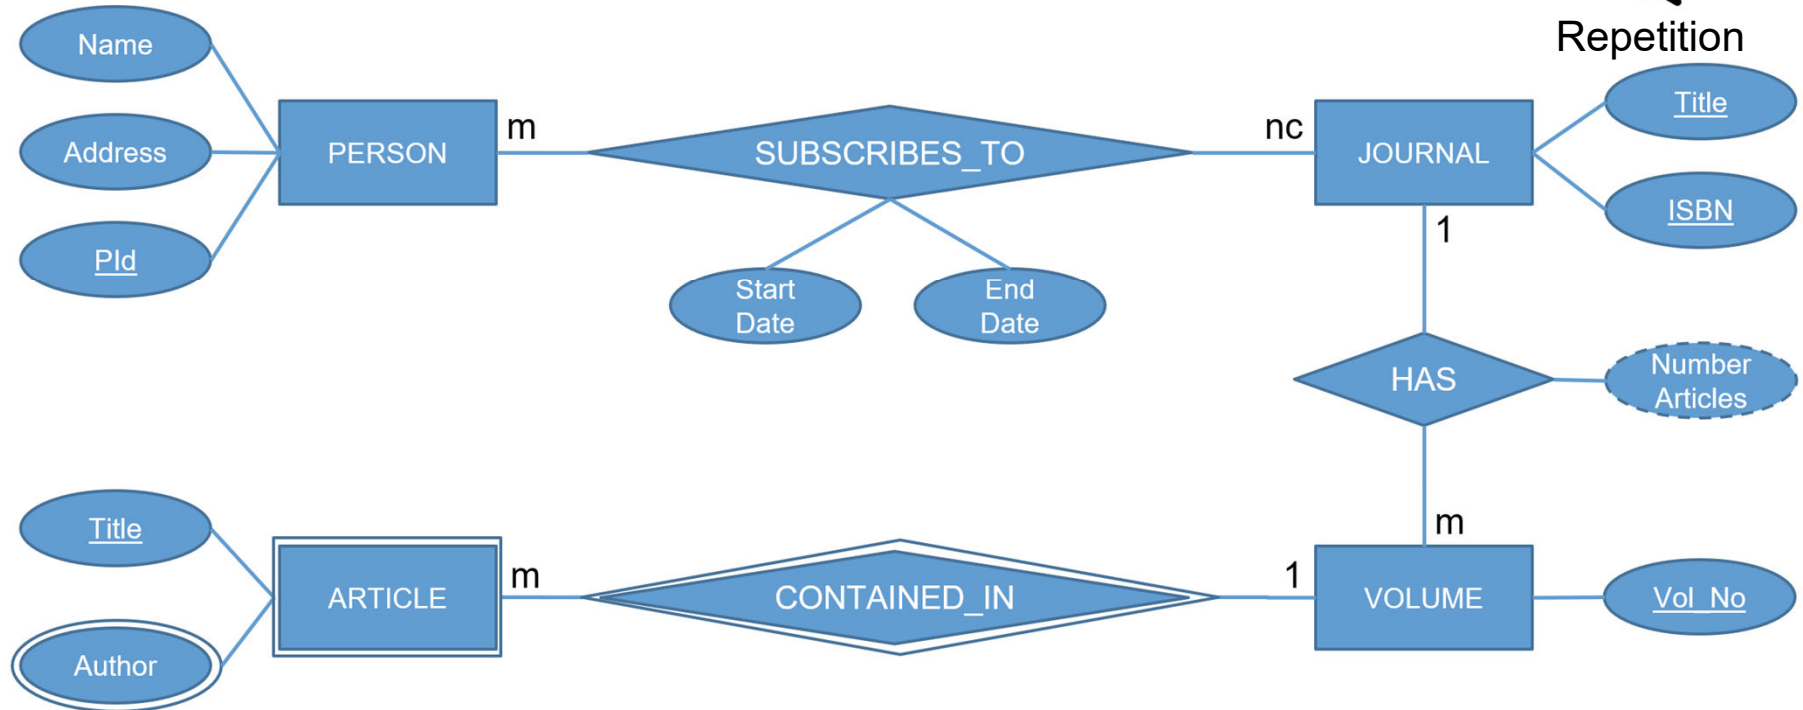 Repetition
Name
Title
Address
PERSON
m
SUBSCRIBES_TO
nc
JOURNAL
PId
ISBN
1
Start
Date
End
Date
HAS
Number
Articles
Title
m
ARTICLE
m
CONTAINED_IN
1
VOLUME
Vol_No
Author